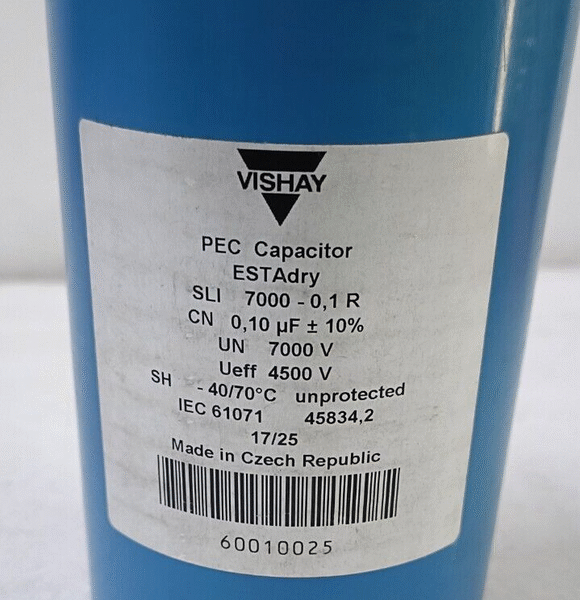 VISHAY
PEC Capacitor
ESTAdry
SLI 7000 - 0,1 R
CN 0,10 µF ± 10%
UN 7000 V
Ueff 4500 V
SH - 40/70°C unprotected
IEC 61071 45834,2
17/25
Made in Czech Republic
60010025